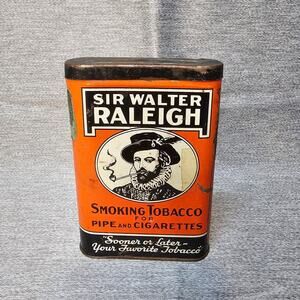 SIR WALTER
RALEIGH
SMOKING TOBACCO
FOR
PIPE AND CIGARETTES
"Sooner or Later-
Your Favorite Tobacco"